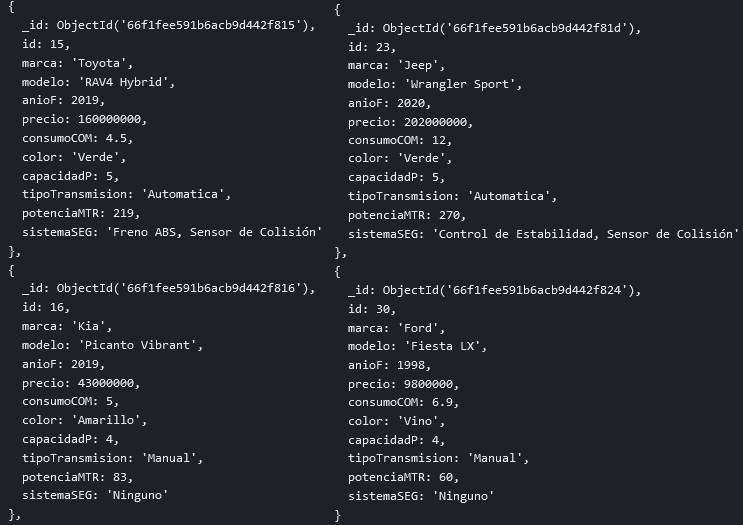 {
  _id: ObjectId('66f1fee591b6acb9d442f815'),
  id: 15,
  marca: 'Toyota',
  modelo: 'RAV4 Hybrid',
  anioF: 2019,
  precio: 160000000,
  consumoCOM: 4.5,
  color: 'Verde',
  capacidadP: 5,
  tipoTransmision: 'Automatica',
  potenciaMTR: 219,
  sistemaSEG: 'Freno ABS, Sensor de Colisión'
},
{
  _id: ObjectId('66f1fee591b6acb9d442f816'),
  id: 16,
  marca: 'Kia',
  modelo: 'Picanto Vibrant',
  anioF: 2019,
  precio: 43000000,
  consumoCOM: 5,
  color: 'Amarillo',
  capacidadP: 4,
  tipoTransmision: 'Manual',
  potenciaMTR: 83,
  sistemaSEG: 'Ninguno'
},
{
  _id: ObjectId('66f1fee591b6acb9d442f81d'),
  id: 23,
  marca: 'Jeep',
  modelo: 'Wrangler Sport',
  anioF: 2020,
  precio: 202000000,
  consumoCOM: 12,
  color: 'Verde',
  capacidadP: 5,
  tipoTransmision: 'Automatica',
  potenciaMTR: 270,
  sistemaSEG: 'Control de Estabilidad, Sensor de Colisión'
},
{
  _id: ObjectId('66f1fee591b6acb9d442f824'),
  id: 30,
  marca: 'Ford',
  modelo: 'Fiesta LX',
  anioF: 1998,
  precio: 9800000,
  consumoCOM: 6.9,
  color: 'Vino',
  capacidadP: 4,
  tipoTransmision: 'Manual',
  potenciaMTR: 60,
  sistemaSEG: 'Ninguno'
}